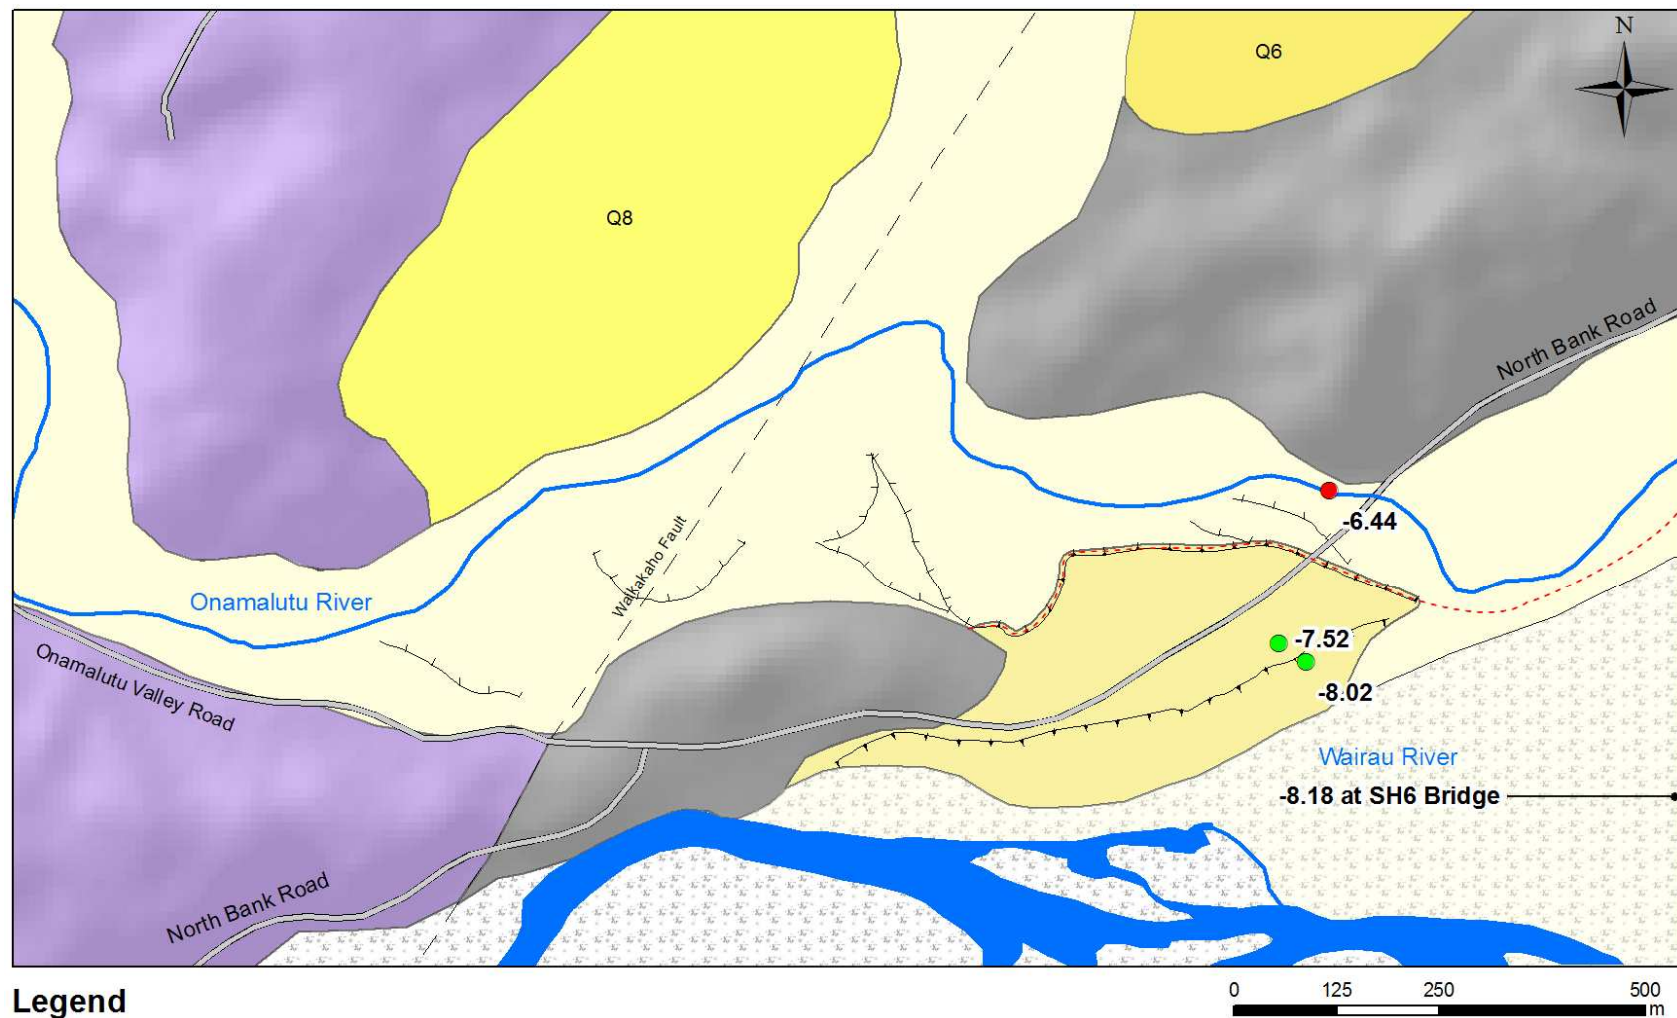 Q6
N
Q8
North Bank Road
-6.44
Waikakaho Fault
Onamalutu River
-7.52
Onamalutu Valley Road
-8.02
Wairau River
-8.18 at SH6 Bridge
North Bank Road
Legend
0 125 250 500
m